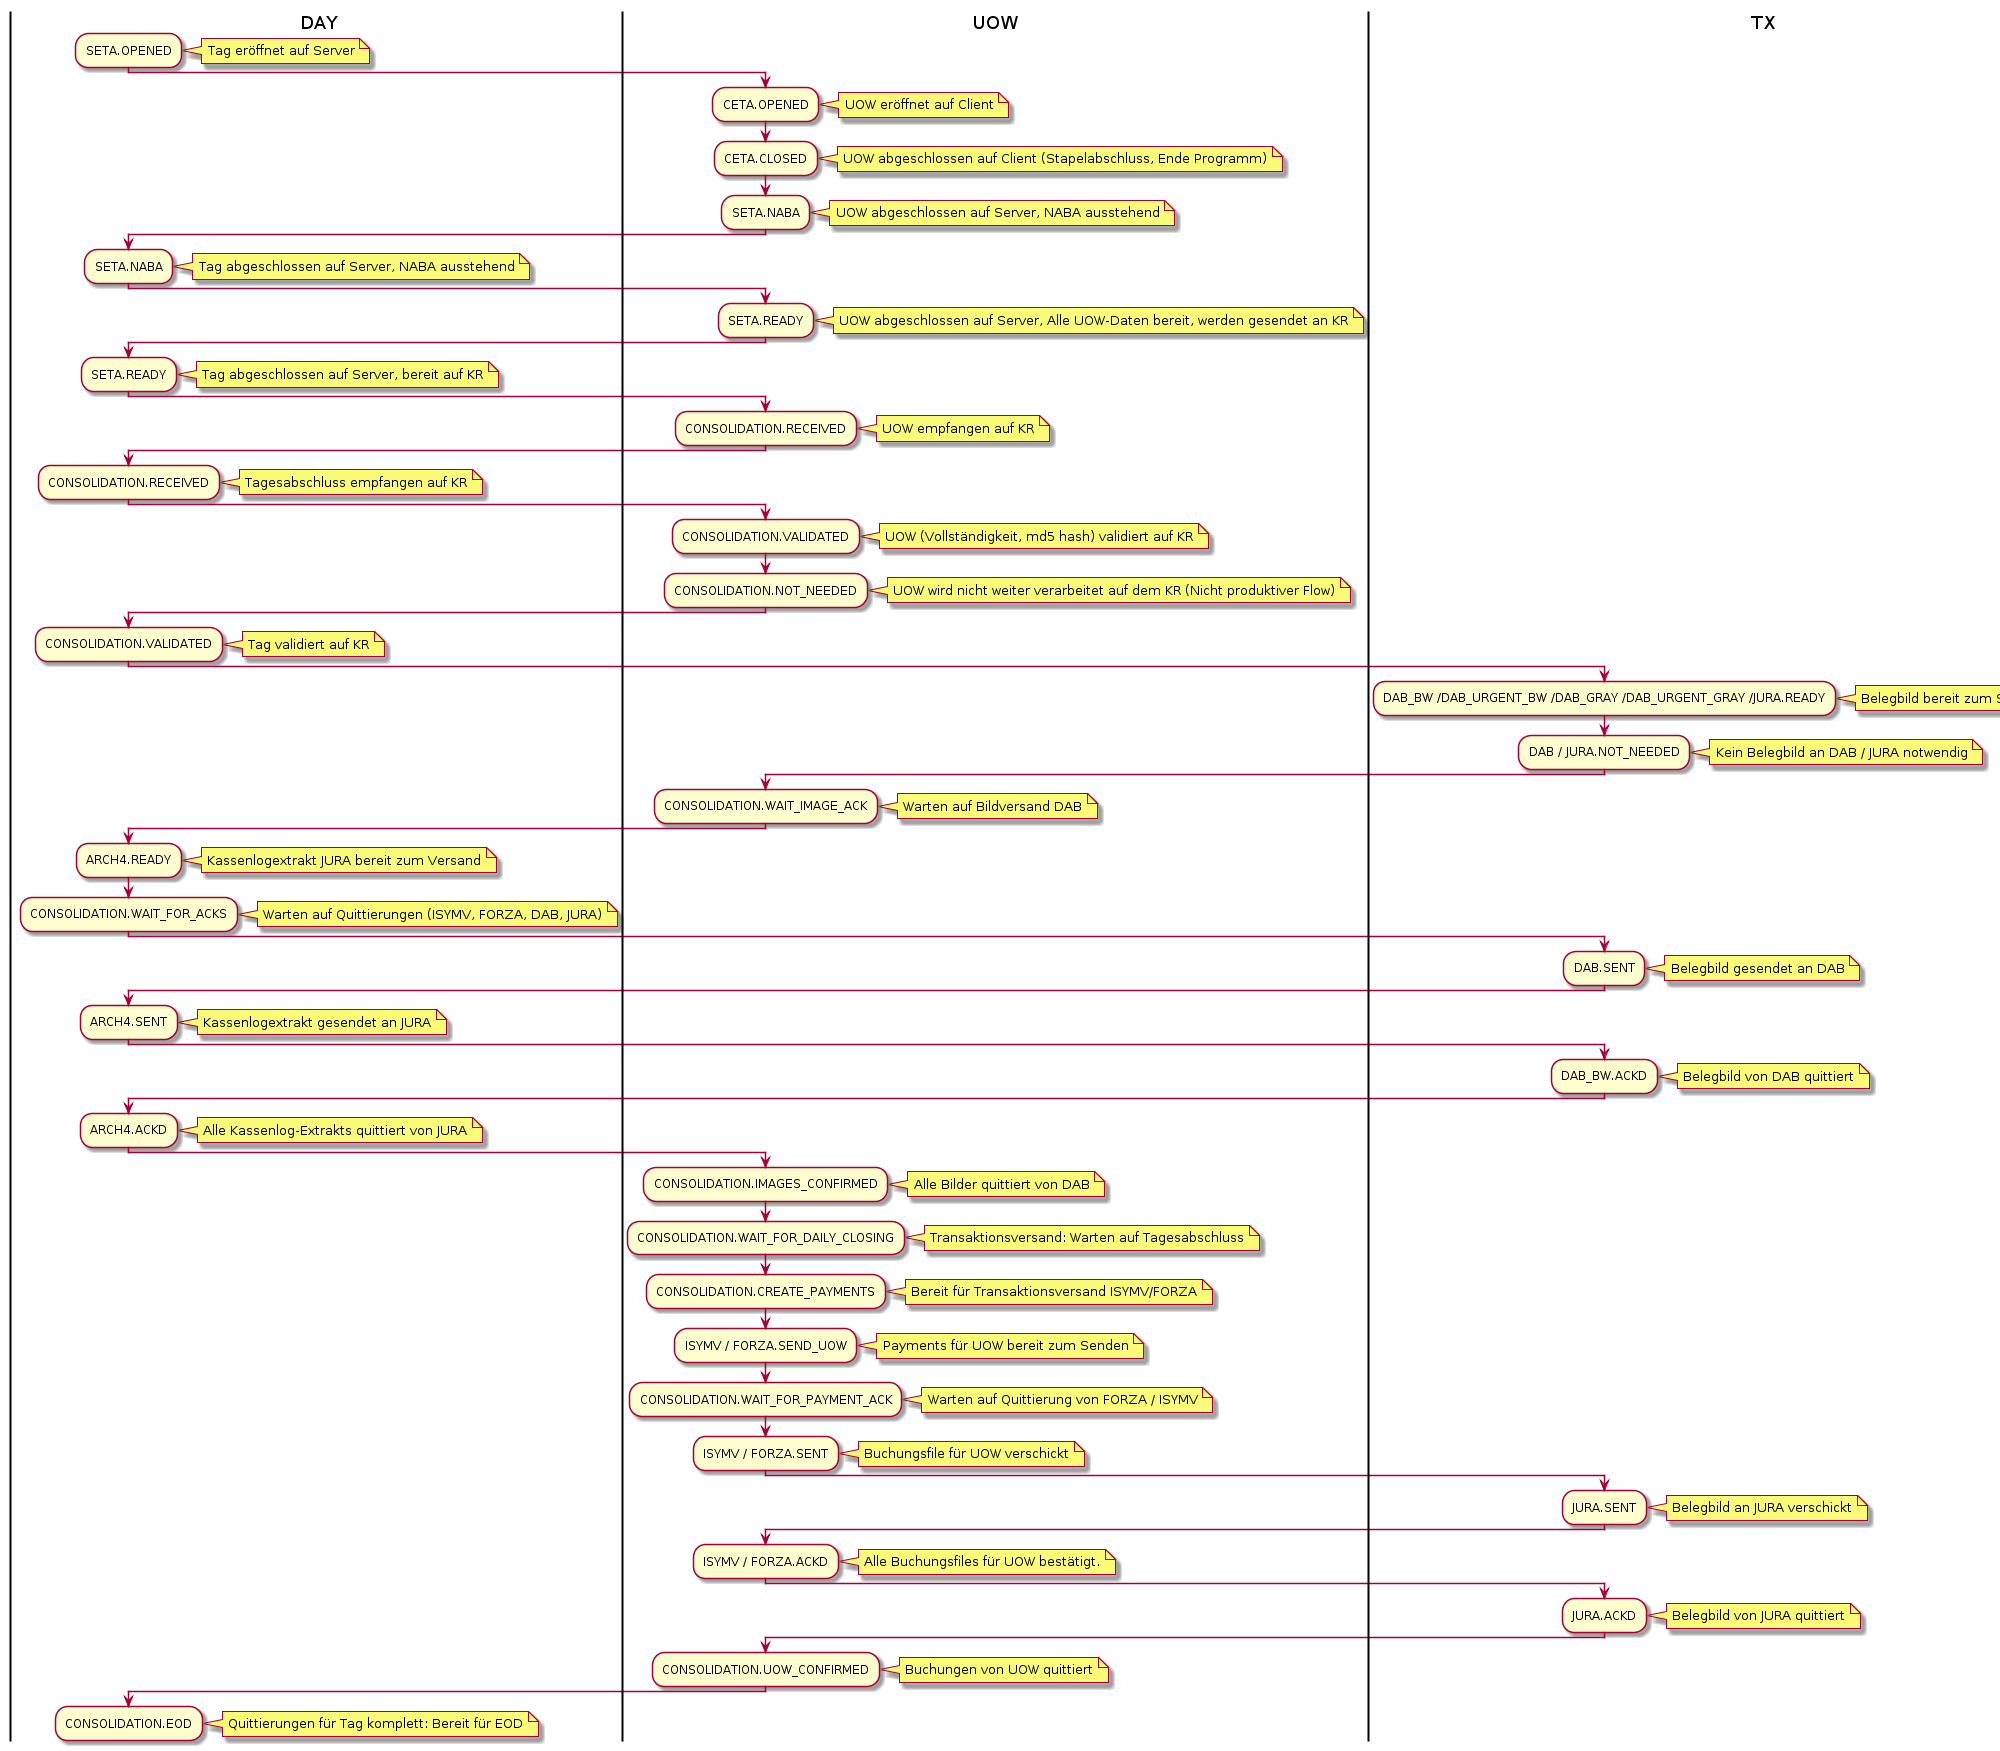 DAY
UOW
TX
SETA.OPENED
Tag eröffnet auf Server
CETA.OPENED
UOW eröffnet auf Client
CETA.CLOSED
UOW abgeschlossen auf Client (Stapelabschluss, Ende Programm)
SETA.NABA
UOW abgeschlossen auf Server, NABA ausstehend
SETA.NABA
Tag abgeschlossen auf Server, NABA ausstehend
SETA.READY
UOW abgeschlossen auf Server, Alle UOW-Daten bereit, werden gesendet an KR
SETA.READY
Tag abgeschlossen auf Server, bereit auf KR
CONSOLIDATION.RECEIVED
UOW empfangen auf KR
CONSOLIDATION.RECEIVED
Tagesabschluss empfangen auf KR
CONSOLIDATION.VALIDATED
UOW (Vollständigkeit, md5 hash) validiert auf KR
CONSOLIDATION.NOT_NEEDED
UOW wird nicht weiter verarbeitet auf dem KR (Nicht produktiver Flow)
CONSOLIDATION.VALIDATED
Tag validiert auf KR
DAB_BW /DAB_URGENT_BW /DAB_GRAY /DAB_URGENT_GRAY /JURA.READY
Belegbild bereit zum
DAB / JURA.NOT_NEEDED
Kein Belegbild an DAB / JURA notwendig
CONSOLIDATION.WAIT_IMAGE_ACK
Warten auf Bildversand DAB
ARCH4.READY
Kassenlogextrakt JURA bereit zum Versand
CONSOLIDATION.WAIT_FOR_ACKS
Warten auf Quittierungen (ISYMV, FORZA, DAB, JURA)
DAB.SENT
Belegbild gesendet an DAB
ARCH4.SENT
Kassenlogextrakt gesendet an JURA
DAB_BW.ACKD
Belegbild von DAB quittiert
ARCH4.ACKD
Alle Kassenlog-Extrakts quittiert von JURA
CONSOLIDATION.IMAGES_CONFIRMED
Alle Bilder quittiert von DAB
CONSOLIDATION.WAIT_FOR_DAILY_CLOSING
Transaktionsversand: Warten auf Tagesabschluss
CONSOLIDATION.CREATE_PAYMENTS
Bereit für Transaktionsversand ISYMV/FORZA
ISYMV / FORZA.SEND_UOW
Payments für UOW bereit zum Senden
CONSOLIDATION.WAIT_FOR_PAYMENT_ACK
Warten auf Quittierung von FORZA / ISYMV
ISYMV / FORZA.SENT
Buchungsfile für UOW verschickt
JURA.SENT
Belegbild an JURA verschickt
ISYMV / FORZA.ACKD
Alle Buchungsfiles für UOW bestätigt.
JURA.ACKD
Belegbild von JURA quittiert
CONSOLIDATION.UOW_CONFIRMED
Buchungen von UOW quittiert
CONSOLIDATION.EOD
Quittierungen für Tag komplett: Bereit für EOD